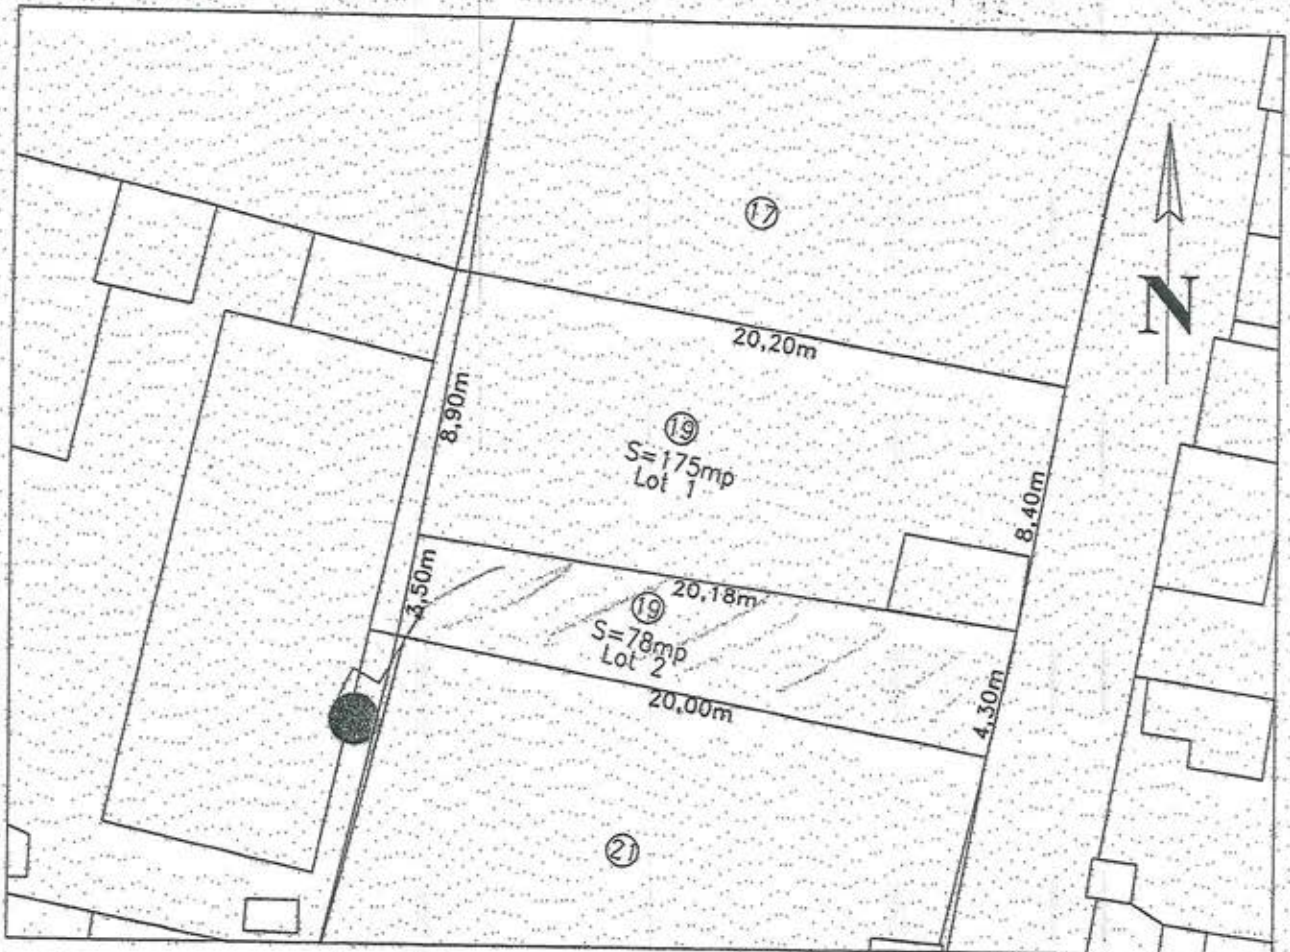 17
N
20,20m
8,90m
19
S=175mp
Lot 1
8,40m
3,50m
20,18m
19
S=78mp
Lot 2
20,00m
4,30m
21